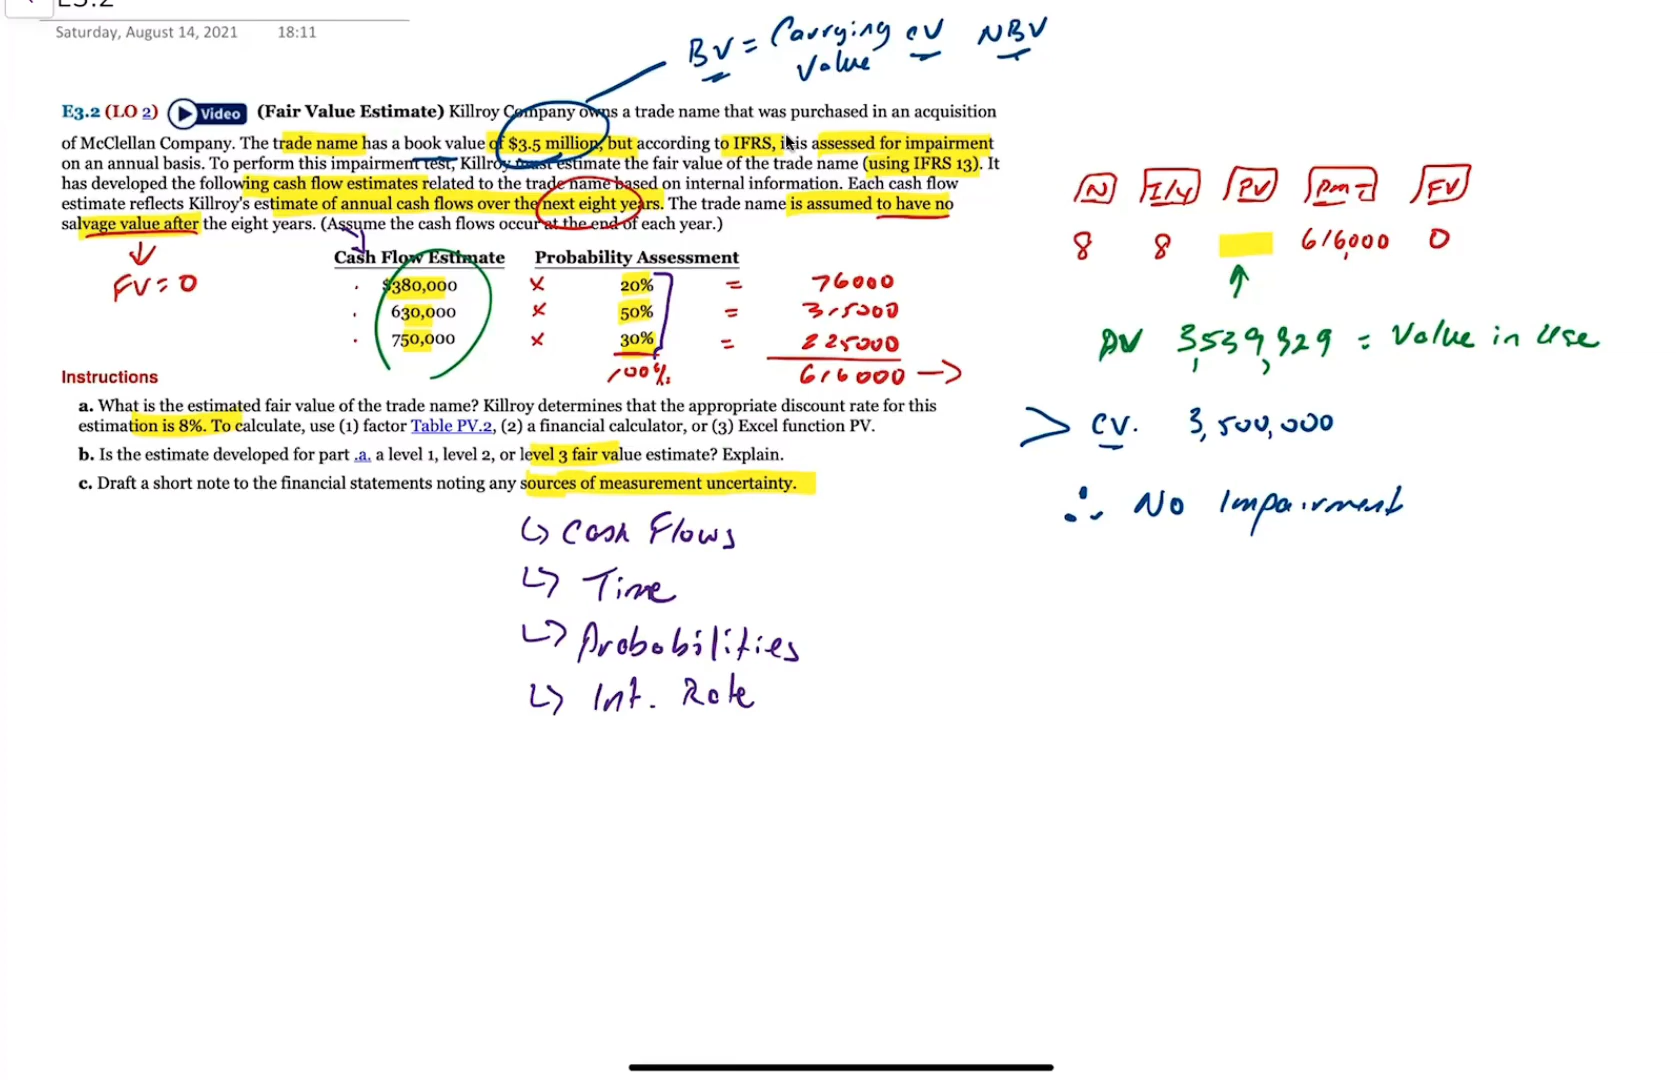 E3.2
Saturday, August 14, 2021 18:11
BV = Carrying Value CV NBV
E3.2 (LO 2) Video (Fair Value Estimate) Killroy Company owns a trade name that was purchased in an acquisition
of McClellan Company. The trade name has a book value of $3.5 million, but according to IFRS, it is assessed for impairment
on an annual basis. To perform this impairment test, Killroy must estimate the fair value of the trade name (using IFRS 13). It
has developed the following cash flow estimates related to the trade name based on internal information. Each cash flow
estimate reflects Killroy's estimate of annual cash flows over the next eight years. The trade name is assumed to have no
salvage value after the eight years. (Assume the cash flows occur at the end of each year.)
FV = 0
Cash Flow Estimate Probability Assessment
$380,000 × 20% = 76000
630,000 × 50% = 315000
750,000 × 30% = 225000
100% 616000 →
N I/Y PV PMT FV
8 8 616,000 0
PV 3,539,929 = Value in Use
> CV. 3,500,000
∴ No Impairment
Instructions
a. What is the estimated fair value of the trade name? Killroy determines that the appropriate discount rate for this
estimation is 8%. To calculate, use (1) factor Table PV.2, (2) a financial calculator, or (3) Excel function PV.
b. Is the estimate developed for part .a. a level 1, level 2, or level 3 fair value estimate? Explain.
c. Draft a short note to the financial statements noting any sources of measurement uncertainty.
↳ Cash Flows
↳ Time
↳ Probabilities
↳ Int. Rate